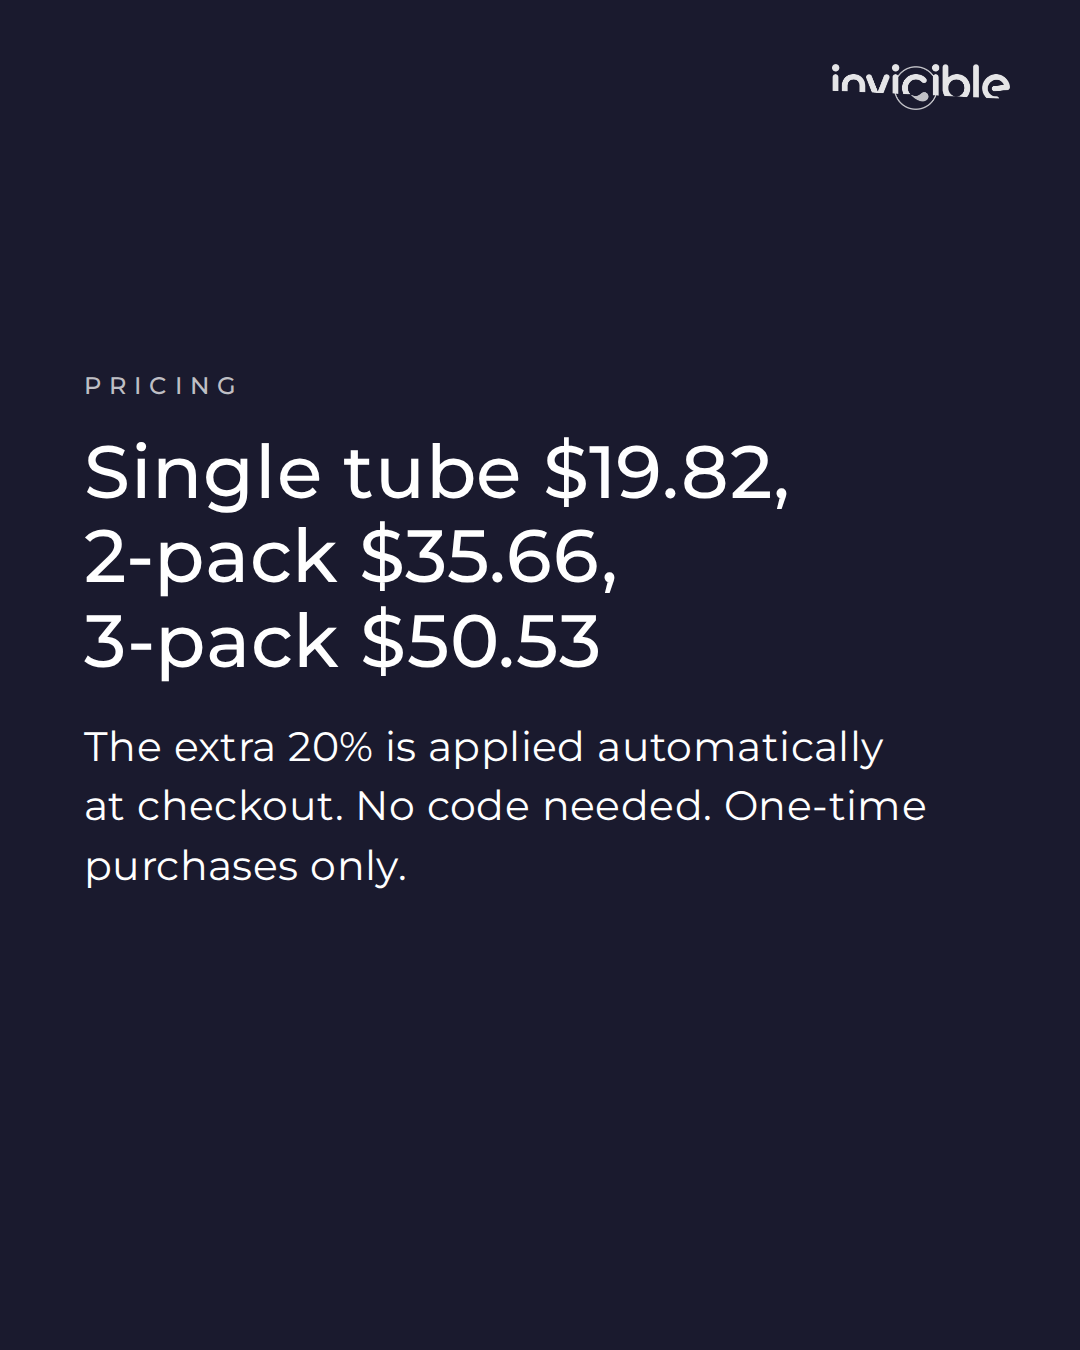 invicible
PRICING
Single tube $19.82,
2-pack $35.66,
3-pack $50.53
The extra 20% is applied automatically
at checkout. No code needed. One-time
purchases only.